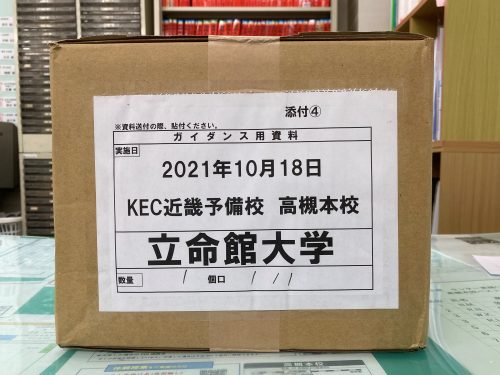 添付④
※資料送付の際、貼付ください。
ガイダンス用資料
実施日
2021年10月18日
KEC近畿予備校 高槻本校
立命館大学
数量 1 個口 1/1